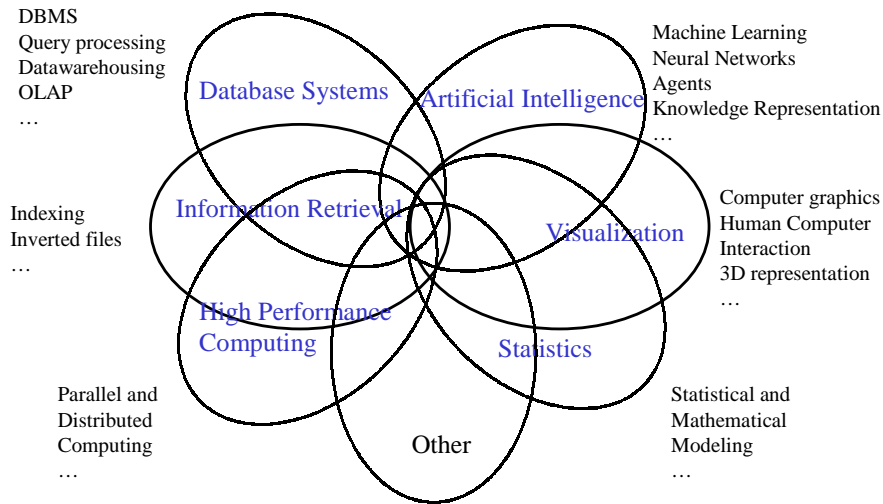 DBMS
Query processing
Datawarehousing
OLAP
…
Machine Learning
Neural Networks
Agents
Knowledge Representation
…
Database Systems
Artificial Intelligence
Indexing
Inverted files
…
Information Retrieval
Visualization
Computer graphics
Human Computer
Interaction
3D representation
…
High Performance
Computing
Statistics
Parallel and
Distributed
Computing
…
Other
Statistical and
Mathematical
Modeling
…